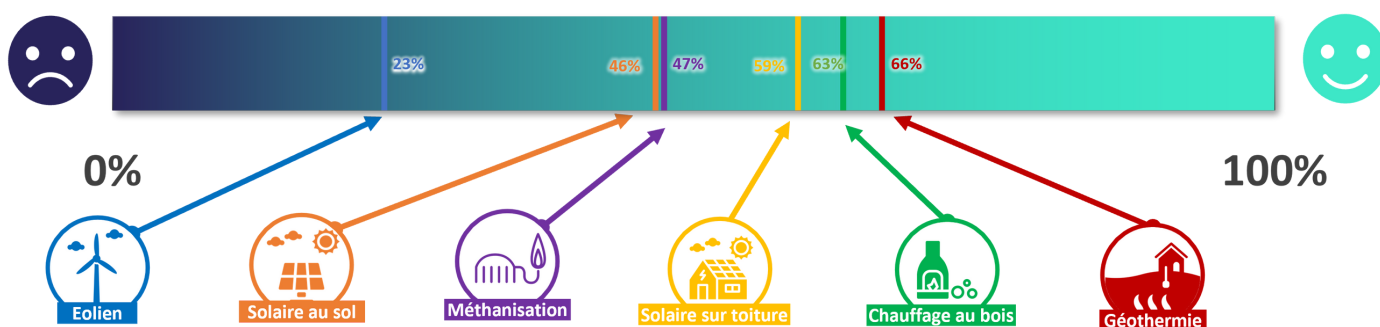 23%
46%
47%
59%
63%
66%
0%
100%
Eolien
Solaire au sol
Méthanisation
Solaire sur toiture
Chauffage au bois
Géothermie